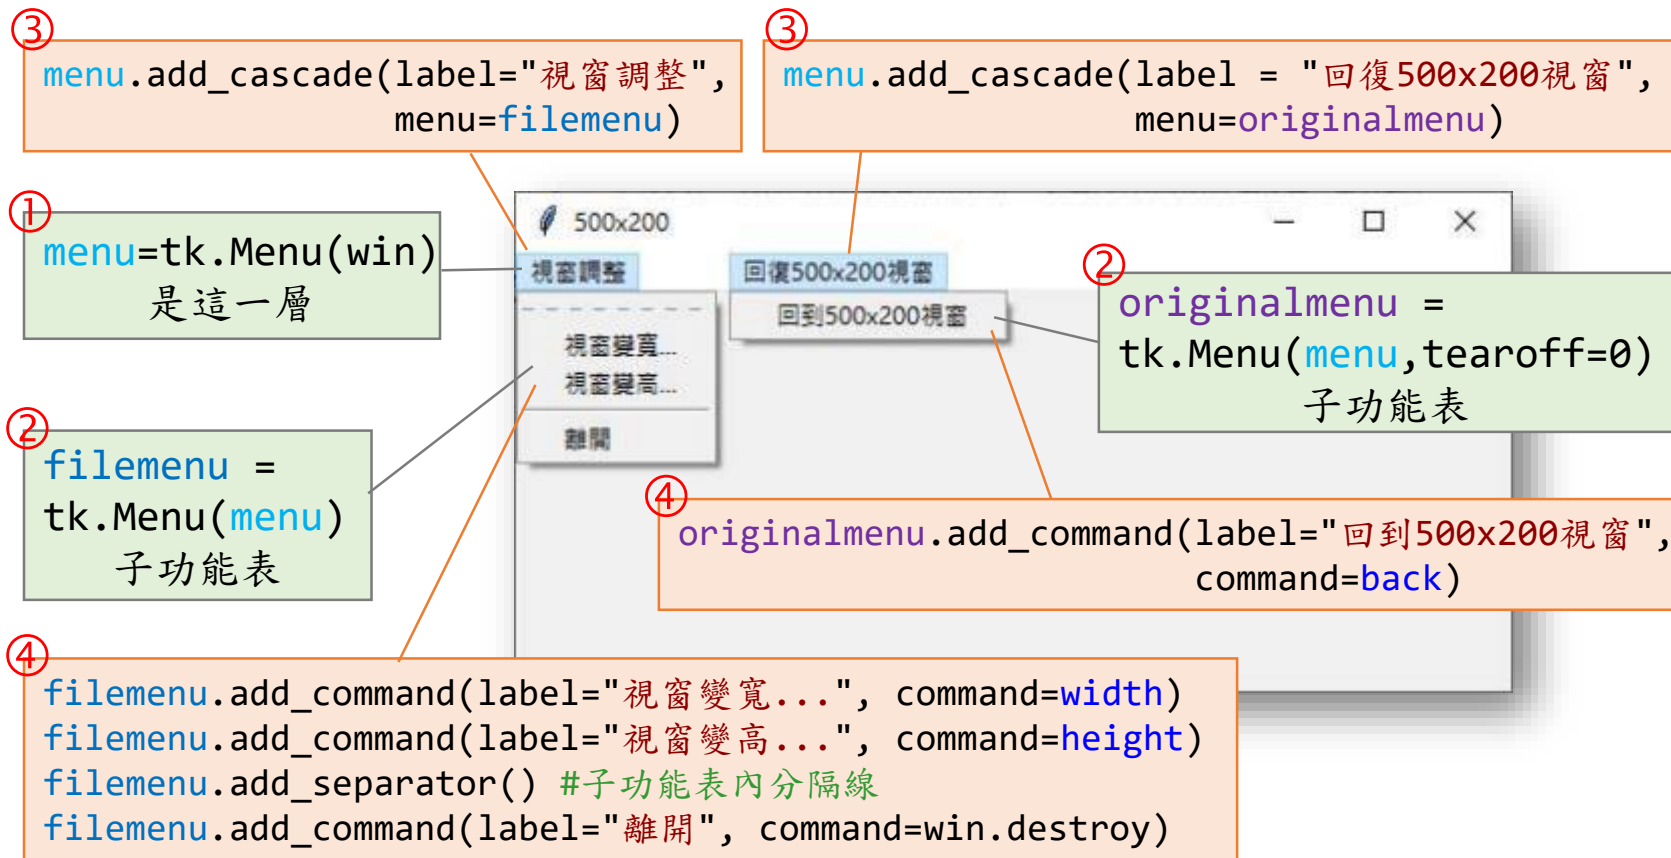 ③
menu.add_cascade(label="視窗調整",
menu=filemenu)
③
menu.add_cascade(label = "回復500x200視窗",
menu=originalmenu)
①
menu=tk.Menu(win)
是這一層
500x200
視窗調整
回復500x200視窗
回到500x200視窗
視窗變寬...
視窗變高...
離開
②
originalmenu =
tk.Menu(menu,tearoff=0)
子功能表
②
filemenu =
tk.Menu(menu)
子功能表
④
originalmenu.add_command(label="回到500x200視窗",
command=back)
④
filemenu.add_command(label="視窗變寬...", command=width)
filemenu.add_command(label="視窗變高...", command=height)
filemenu.add_separator() #子功能表內分隔線
filemenu.add_command(label="離開", command=win.destroy)